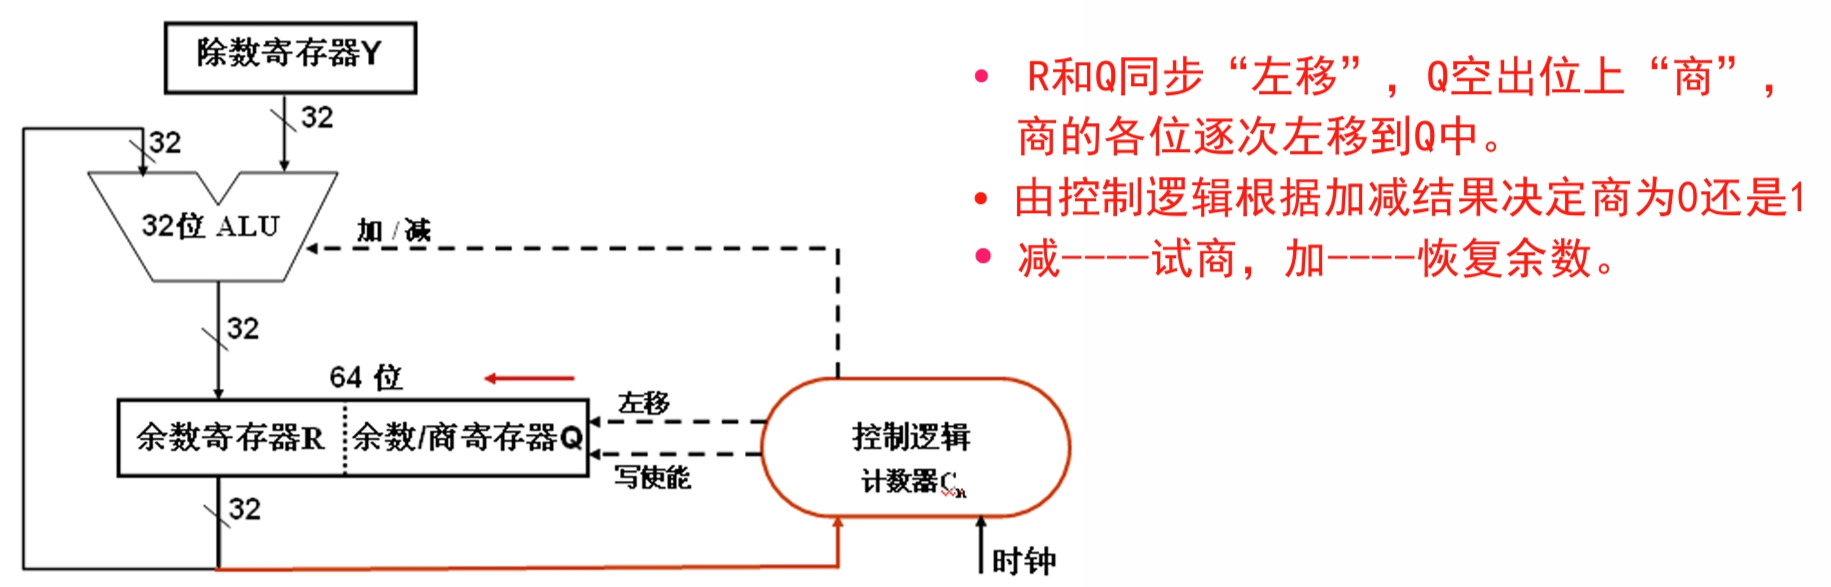 除数寄存器Y
32
32
32位 ALU
加 / 减
32
64 位
余数寄存器R
余数/商寄存器Q
左移
写使能
32
控制逻辑
计数器Cn
时钟
• R和Q同步“左移”，Q空出位上“商”，
商的各位逐次左移到Q中。
• 由控制逻辑根据加减结果决定商为0还是1
• 减----试商，加----恢复余数。